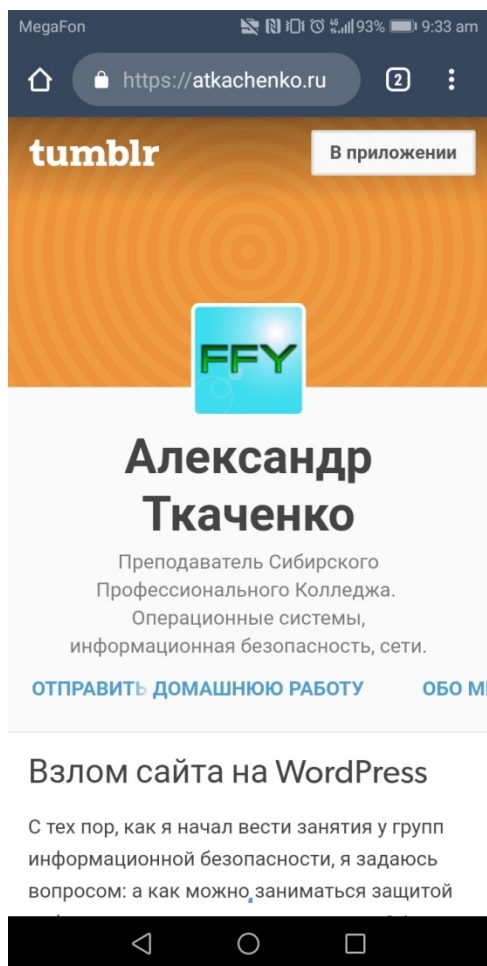 MegaFon 93% 9:33 am
https://atkachenko.ru 2
tumblr
В приложении
FFY
Александр
Ткаченко
Преподаватель Сибирского
Профессионального Колледжа.
Операционные системы,
информационная безопасность, сети.
ОТПРАВИТЬ ДОМАШНЮЮ РАБОТУ ОБО М
Взлом сайта на WordPress
С тех пор, как я начал вести занятия у групп
информационной безопасности, я задаюсь
вопросом: а как можно заниматься защитой